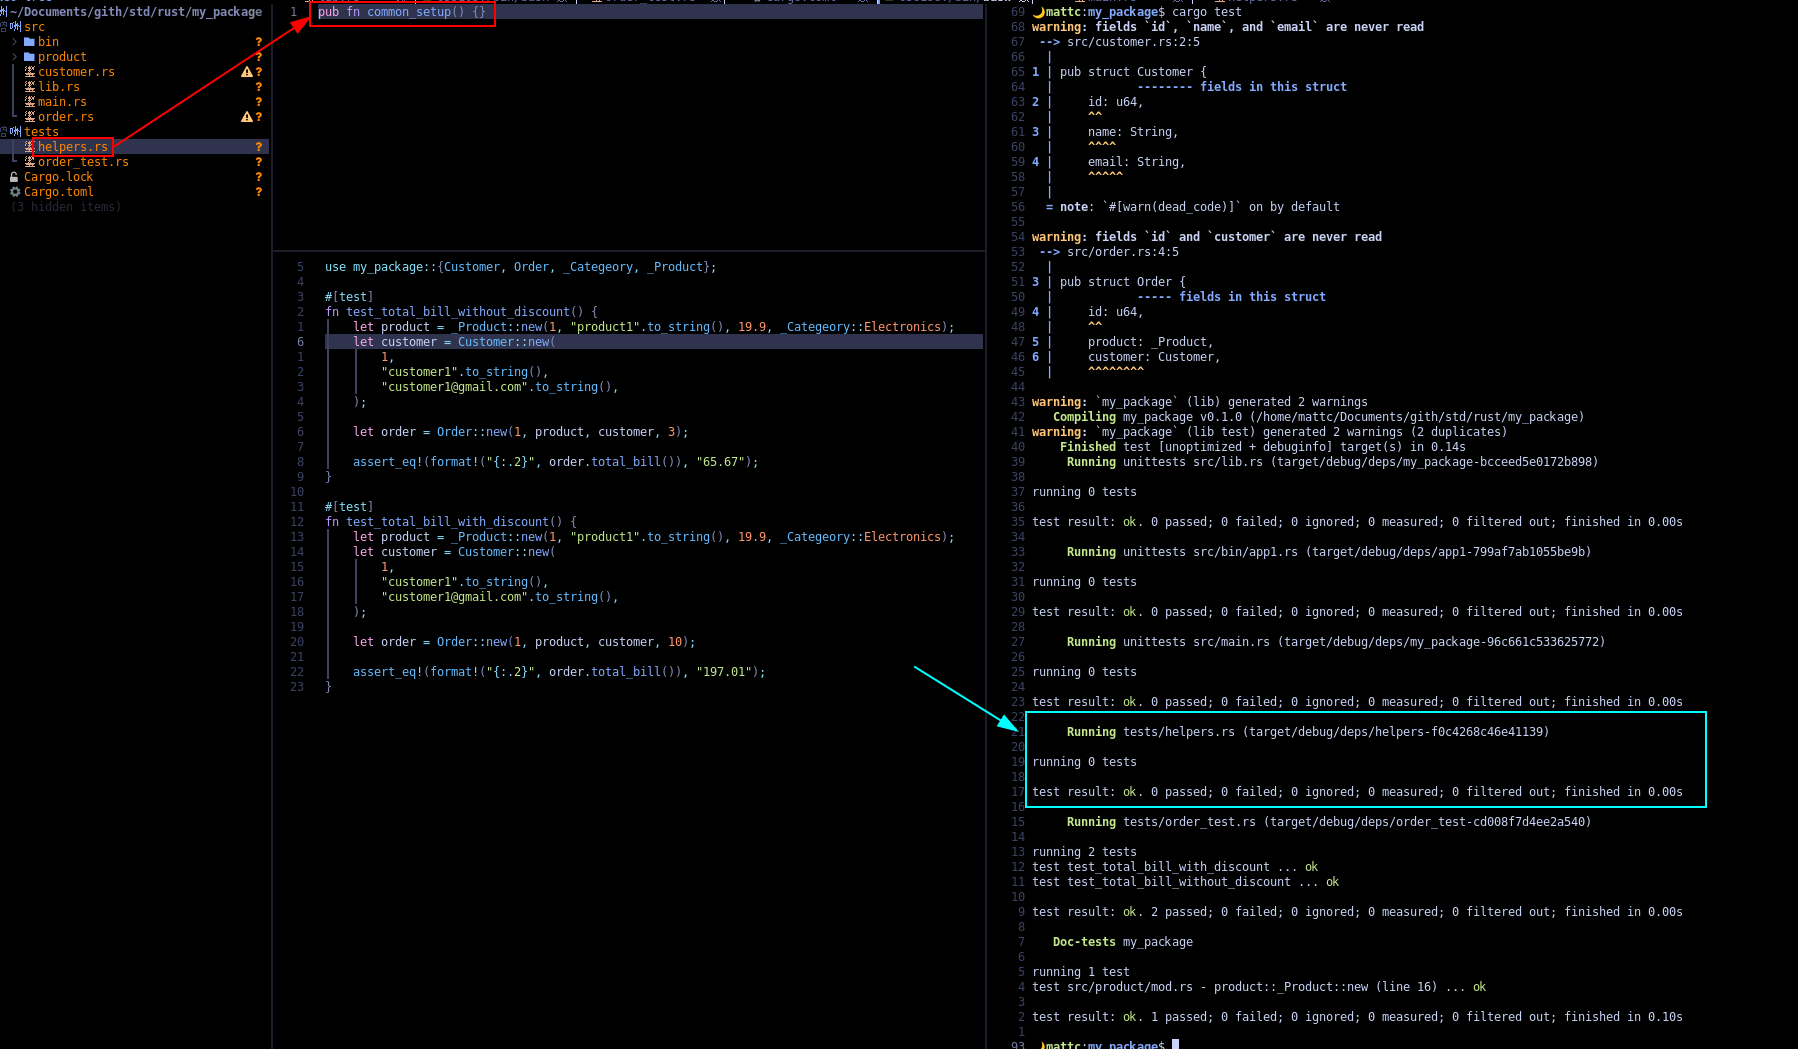 ~/Documents/gith/std/rust/my_package
src
bin ?
product ?
customer.rs ?
lib.rs ?
main.rs ?
order.rs ?
tests
helpers.rs ?
order_test.rs ?
Cargo.lock ?
Cargo.toml ?
(3 hidden items)
1 pub fn common_setup() {}
5 use my_package::{Customer, Order, _Categeory, _Product};
4
3 #[test]
2 fn test_total_bill_without_discount() {
1 let product = _Product::new(1, "product1".to_string(), 19.9, _Categeory::Electronics);
6 let customer = Customer::new(
1 1,
2 "customer1".to_string(),
3 "customer1@gmail.com".to_string(),
4 );
5
6 let order = Order::new(1, product, customer, 3);
7
8 assert_eq!(format!("{:.2}", order.total_bill()), "65.67");
9 }
10
11 #[test]
12 fn test_total_bill_with_discount() {
13 let product = _Product::new(1, "product1".to_string(), 19.9, _Categeory::Electronics);
14 let customer = Customer::new(
15 1,
16 "customer1".to_string(),
17 "customer1@gmail.com".to_string(),
18 );
19
20 let order = Order::new(1, product, customer, 10);
21
22 assert_eq!(format!("{:.2}", order.total_bill()), "197.01");
23 }
69 mattc:my_package$ cargo test
68 warning: fields `id`, `name`, and `email` are never read
67 --> src/customer.rs:2:5
66 |
65 1 | pub struct Customer {
64 | -------- fields in this struct
63 2 | id: u64,
62 | ^^
61 3 | name: String,
60 | ^^^^
59 4 | email: String,
58 | ^^^^^
57 |
56 = note: `#[warn(dead_code)]` on by default
55
54 warning: fields `id` and `customer` are never read
53 --> src/order.rs:4:5
52 |
51 3 | pub struct Order {
50 | ----- fields in this struct
49 4 | id: u64,
48 | ^^
47 5 | product: _Product,
46 6 | customer: Customer,
45 | ^^^^^^^^
44
43 warning: `my_package` (lib) generated 2 warnings
42 Compiling my_package v0.1.0 (/home/mattc/Documents/gith/std/rust/my_package)
41 warning: `my_package` (lib test) generated 2 warnings (2 duplicates)
40 Finished test [unoptimized + debuginfo] target(s) in 0.14s
39 Running unittests src/lib.rs (target/debug/deps/my_package-bcceed5e0172b898)
38
37 running 0 tests
36
35 test result: ok. 0 passed; 0 failed; 0 ignored; 0 measured; 0 filtered out; finished in 0.00s
34
33 Running unittests src/bin/app1.rs (target/debug/deps/app1-799af7ab1055be9b)
32
31 running 0 tests
30
29 test result: ok. 0 passed; 0 failed; 0 ignored; 0 measured; 0 filtered out; finished in 0.00s
28
27 Running unittests src/main.rs (target/debug/deps/my_package-96c661c533625772)
26
25 running 0 tests
24
23 test result: ok. 0 passed; 0 failed; 0 ignored; 0 measured; 0 filtered out; finished in 0.00s
22
21 Running tests/helpers.rs (target/debug/deps/helpers-f0c4268c46e41139)
20
19 running 0 tests
18
17 test result: ok. 0 passed; 0 failed; 0 ignored; 0 measured; 0 filtered out; finished in 0.00s
16
15 Running tests/order_test.rs (target/debug/deps/order_test-cd008f7d4ee2a540)
14
13 running 2 tests
12 test test_total_bill_with_discount ... ok
11 test test_total_bill_without_discount ... ok
10
9 test result: ok. 2 passed; 0 failed; 0 ignored; 0 measured; 0 filtered out; finished in 0.00s
8
7 Doc-tests my_package
6
5 running 1 test
4 test src/product/mod.rs - product::_Product::new (line 16) ... ok
3
2 test result: ok. 1 passed; 0 failed; 0 ignored; 0 measured; 0 filtered out; finished in 0.10s
1
93 mattc:my_package$